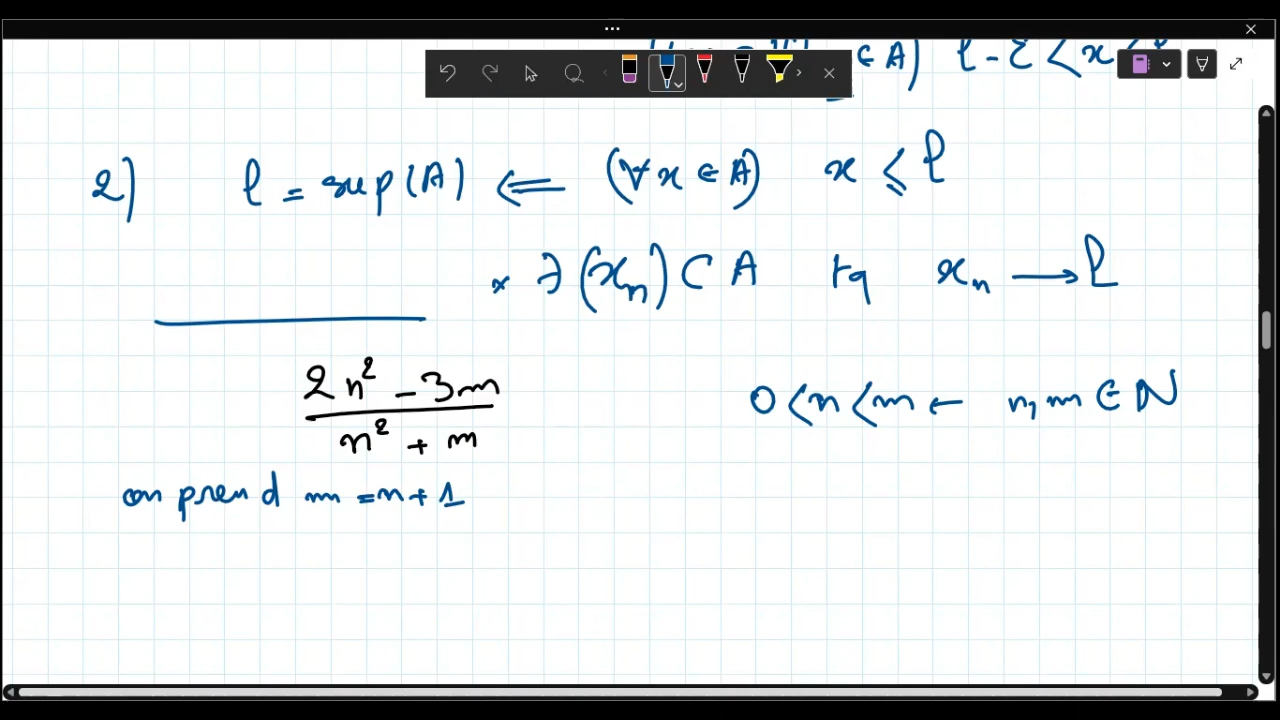 ∈ A) l - ε < x
2) l = sup(A) ⇐ (∀x ∈ A) x ≤ l
* ∃ (xₙ) ⊂ A tq xₙ → l
2n² - 3m
n² + m
0 < n < m ← n, m ∈ N
on prend m = n + 1